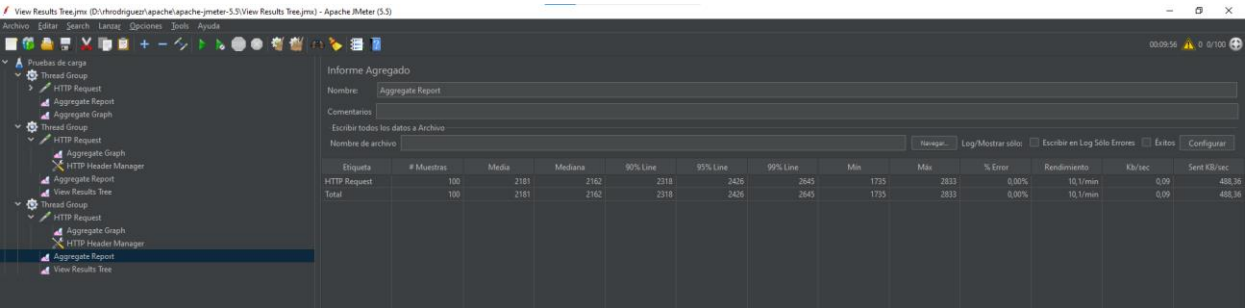 View Results Tree.jmx (D:\rhrodriguezr\apache\apache-jmeter-5.5\View Results Tree.jmx) - Apache JMeter (5.5)
Archivo Editar Search Lanzar Opciones Tools Ayuda
00:09:56 0 0/100
Pruebas de carga
Thread Group
HTTP Request
Aggregate Report
Aggregate Graph
Thread Group
HTTP Request
Aggregate Graph
HTTP Header Manager
Aggregate Report
View Results Tree
Thread Group
HTTP Request
Aggregate Graph
HTTP Header Manager
Aggregate Report
View Results Tree
Informe Agregado
Nombre: Aggregate Report
Comentarios
Escribir todos los datos a Archivo
Nombre de archivo Navegar... Log/Mostrar sólo: Escribir en Log Sólo Errores Éxitos Configurar
Etiqueta # Muestras Media Mediana 90% Line 95% Line 99% Line Mín Máx % Error Rendimiento Kb/sec Sent KB/sec
HTTP Request 100 2181 2162 2318 2426 2645 1735 2833 0,00% 10,1/min 0,09 488,36
Total 100 2181 2162 2318 2426 2645 1735 2833 0,00% 10,1/min 0,09 488,36